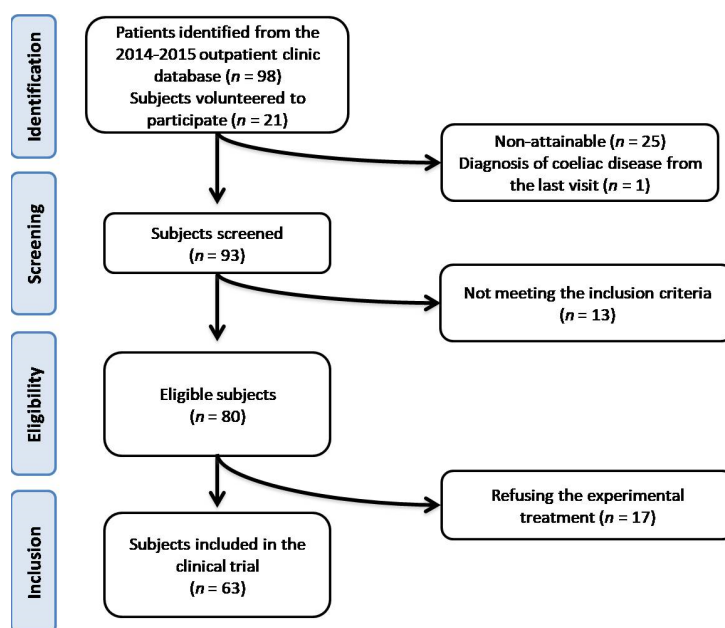 Identification
Patients identified from the
2014-2015 outpatient clinic
database (n = 98)
Subjects volunteered to
participate (n = 21)
Non-attainable (n = 25)
Diagnosis of coeliac disease from
the last visit (n = 1)
Screening
Subjects screened
(n = 93)
Not meeting the inclusion criteria
(n = 13)
Eligibility
Eligible subjects
(n = 80)
Refusing the experimental
treatment (n = 17)
Inclusion
Subjects included in the
clinical trial
(n = 63)